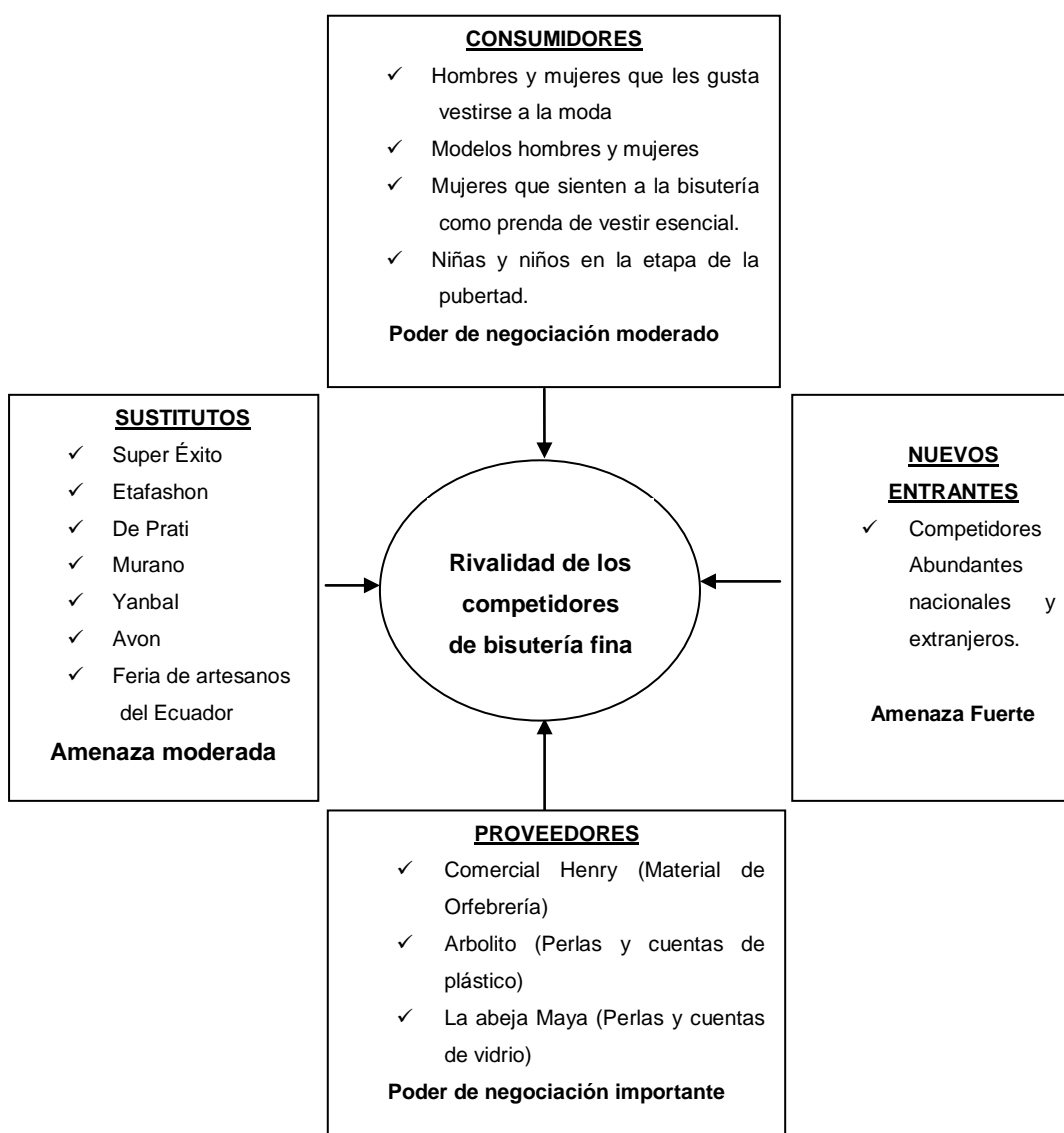 CONSUMIDORES
✓ Hombres y mujeres que les gusta
vestirse a la moda
✓ Modelos hombres y mujeres
✓ Mujeres que sienten a la bisutería
como prenda de vestir esencial.
✓ Niñas y niños en la etapa de la
pubertad.
Poder de negociación moderado
SUSTITUTOS
✓ Super Éxito
✓ Etafashon
✓ De Prati
✓ Murano
✓ Yanbal
✓ Avon
✓ Feria de artesanos
del Ecuador
Amenaza moderada
Rivalidad de los
competidores
de bisutería fina
NUEVOS
ENTRANTES
✓ Competidores
Abundantes
nacionales y
extranjeros.
Amenaza Fuerte
PROVEEDORES
✓ Comercial Henry (Material de
Orfebrería)
✓ Arbolito (Perlas y cuentas de
plástico)
✓ La abeja Maya (Perlas y cuentas
de vidrio)
Poder de negociación importante